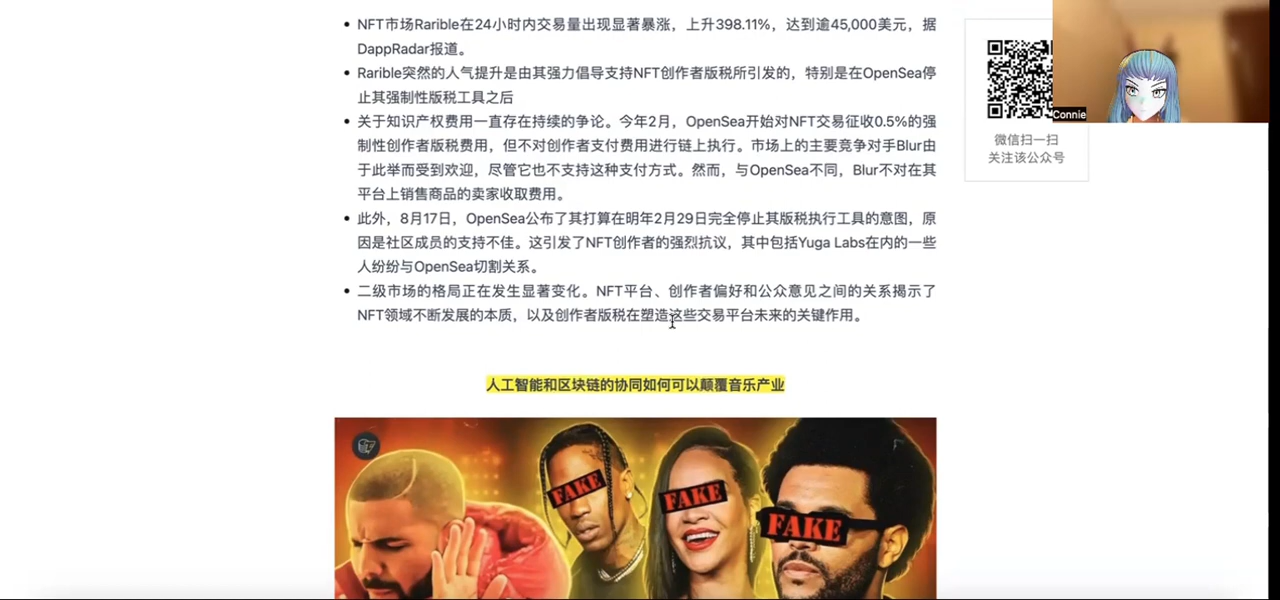 NFT市场Rarible在24小时内交易量出现显著暴涨，上升398.11%，达到逾45,000美元，据
DappRadar报道。
Rarible突然的人气提升是由其强力倡导支持NFT创作者版税所引发的，特别是在OpenSea停
止其强制性版税工具之后
关于知识产权费用一直存在持续的争论。今年2月，OpenSea开始对NFT交易征收0.5%的强
制性创作者版税费用，但不对创作者支付费用进行链上执行。市场上的主要竞争对手Blur由
于此举而受到欢迎，尽管它也不支持这种支付方式。然而，与OpenSea不同，Blur不对在其
平台上销售商品的卖家收取费用。
此外，8月17日，OpenSea公布了其打算在明年2月29日完全停止其版税执行工具的意图，原
因是社区成员的支持不佳。这引发了NFT创作者的强烈抗议，其中包括Yuga Labs在内的一些
人纷纷与OpenSea切割关系。
二级市场的格局正在发生显著变化。NFT平台、创作者偏好和公众意见之间的关系揭示了
NFT领域不断发展的本质，以及创作者版税在塑造这些交易平台未来的关键作用。
Connie
微信扫一扫
关注该公众号
人工智能和区块链的协同如何可以颠覆音乐产业
FAKE
FAKE
FAKE